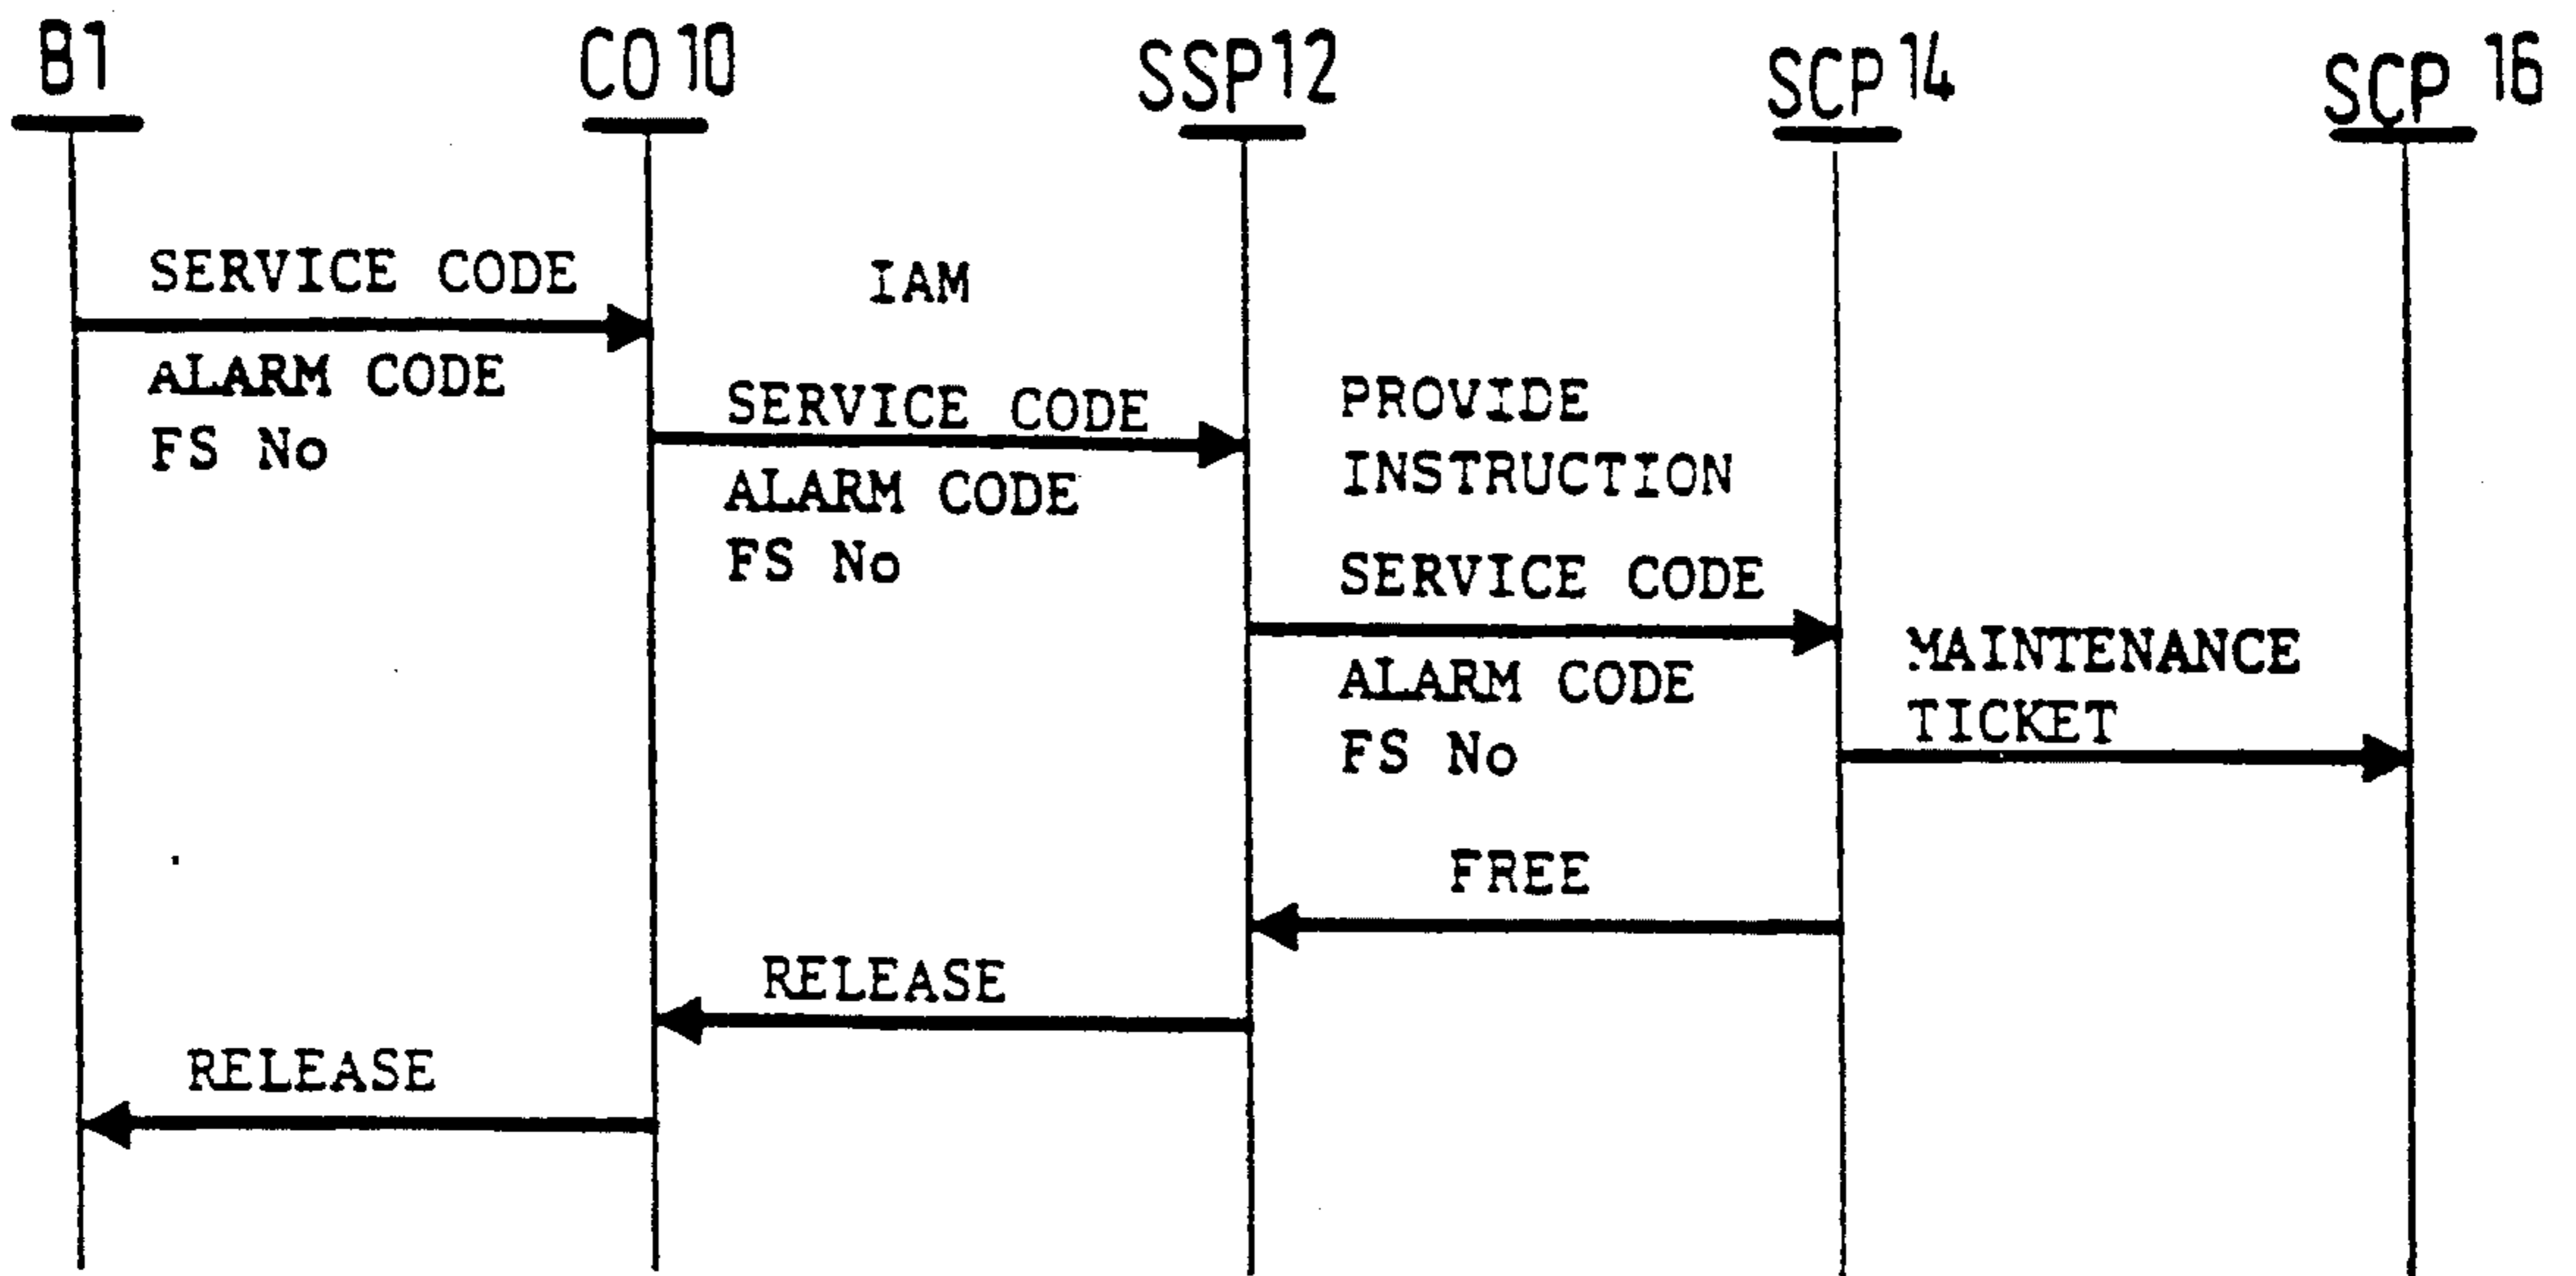 B1
CO 10
SSP 12
SCP 14
SCP 16
SERVICE CODE
ALARM CODE
FS No
IAM
SERVICE CODE
ALARM CODE
FS No
PROVIDE
INSTRUCTION
SERVICE CODE
ALARM CODE
FS No
MAINTENANCE
TICKET
FREE
RELEASE
RELEASE